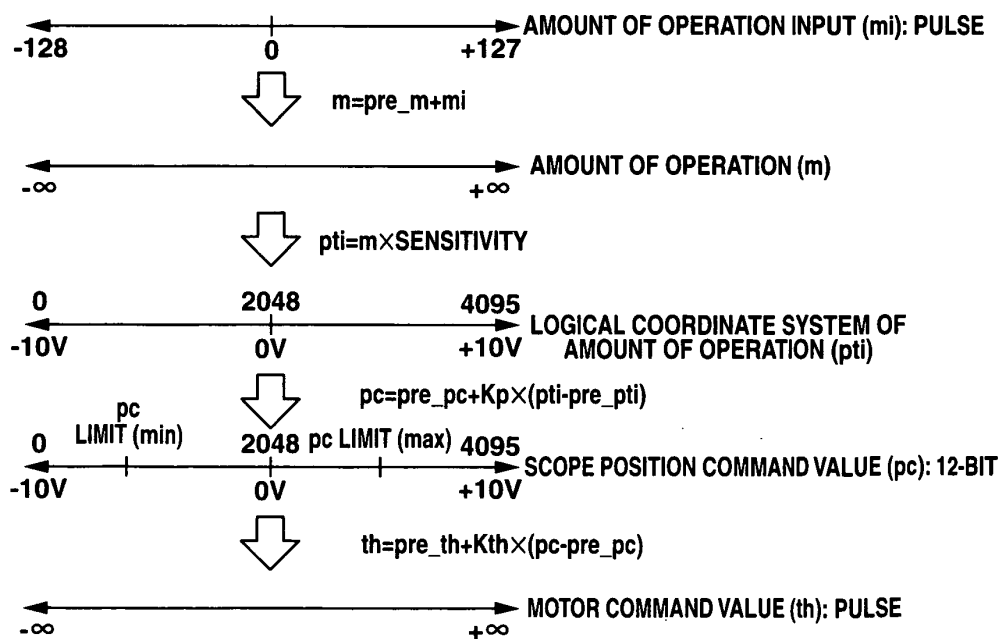 AMOUNT OF OPERATION INPUT (mi): PULSE
-128 0 +127
m=pre_m+mi
AMOUNT OF OPERATION (m)
-∞ +∞
pti=m×SENSITIVITY
0 2048 4095
LOGICAL COORDINATE SYSTEM OF
AMOUNT OF OPERATION (pti)
-10V 0V +10V
pc=pre_pc+Kp×(pti-pre_pti)
pc
LIMIT (min)
0 2048 pc LIMIT (max) 4095
SCOPE POSITION COMMAND VALUE (pc): 12-BIT
-10V 0V +10V
th=pre_th+Kth×(pc-pre_pc)
MOTOR COMMAND VALUE (th): PULSE
-∞ +∞